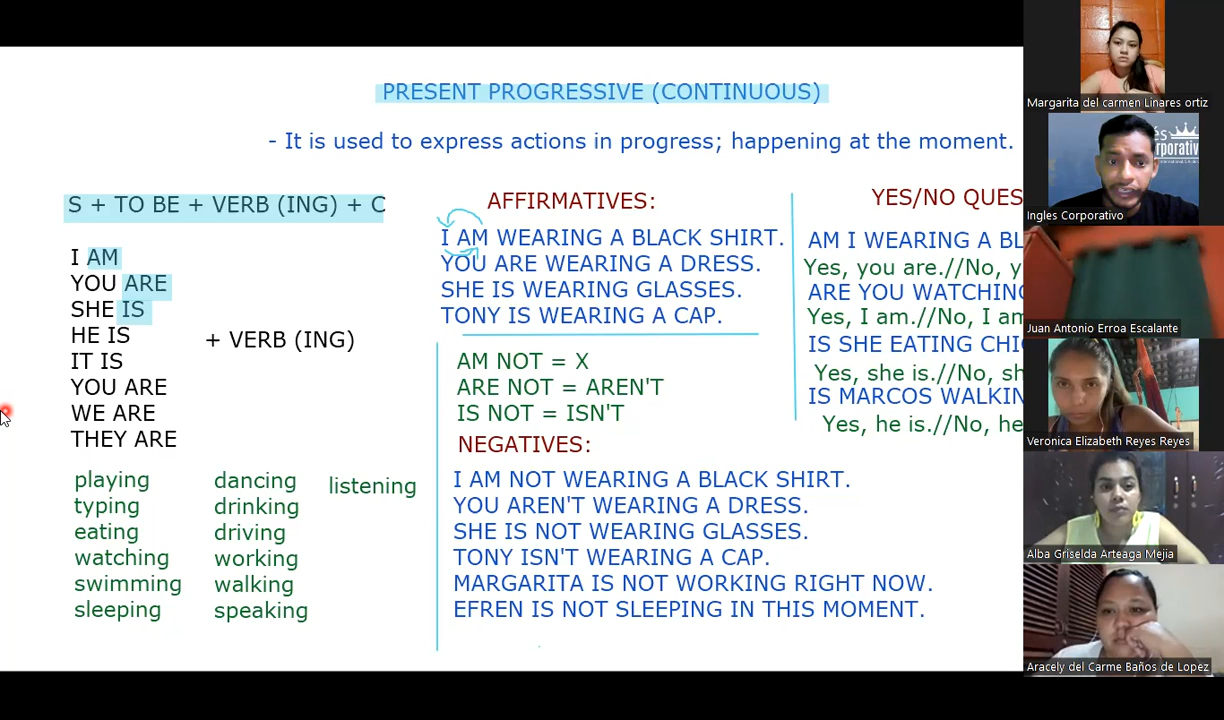 PRESENT PROGRESSIVE (CONTINUOUS)
- It is used to express actions in progress; happening at the moment.
S + TO BE + VERB (ING) + C
I AM
YOU ARE
SHE IS
HE IS
IT IS
YOU ARE
WE ARE
THEY ARE
+ VERB (ING)
playing
typing
eating
watching
swimming
sleeping
dancing
drinking
driving
working
walking
speaking
listening
AFFIRMATIVES:
I AM WEARING A BLACK SHIRT.
YOU ARE WEARING A DRESS.
SHE IS WEARING GLASSES.
TONY IS WEARING A CAP.
AM NOT = X
ARE NOT = AREN'T
IS NOT = ISN'T
NEGATIVES:
I AM NOT WEARING A BLACK SHIRT.
YOU AREN'T WEARING A DRESS.
SHE IS NOT WEARING GLASSES.
TONY ISN'T WEARING A CAP.
MARGARITA IS NOT WORKING RIGHT NOW.
EFREN IS NOT SLEEPING IN THIS MOMENT.
YES/NO QUES
AM I WEARING A BL
Yes, you are.//No, y
ARE YOU WATCHING
Yes, I am.//No, I am
IS SHE EATING CHI
Yes, she is.//No, sh
IS MARCOS WALKIN
Yes, he is.//No, he
Margarita del carmen Linares ortiz
Ingles Corporativo
Juan Antonio Erroa Escalante
Veronica Elizabeth Reyes Reyes
Alba Griselda Arteaga Mejia
Aracely del Carme Baños de Lopez